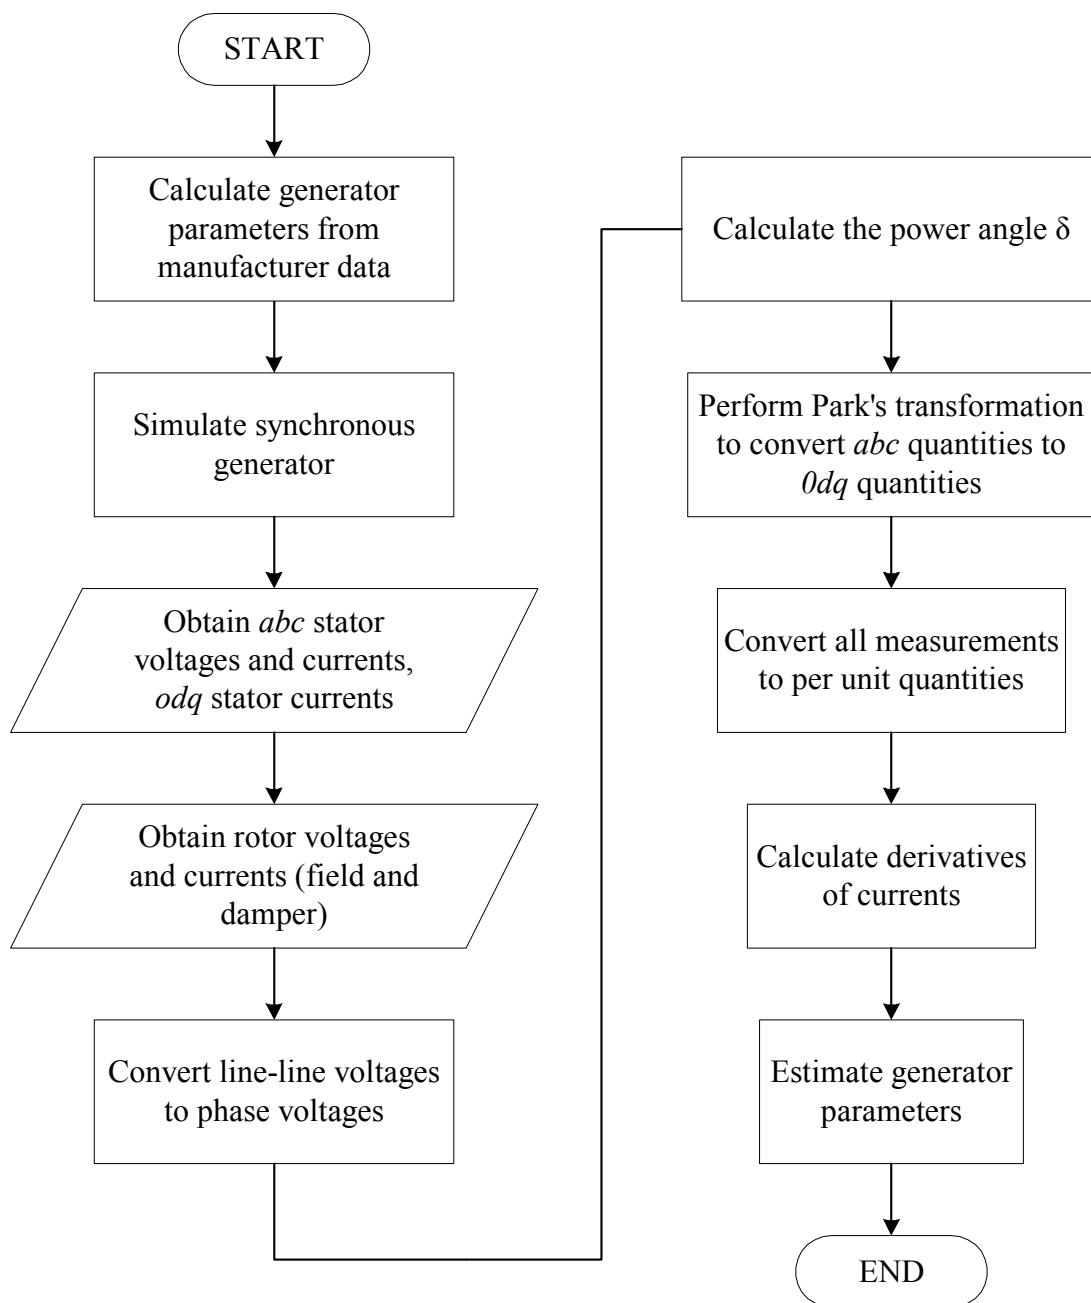 START
Calculate generator
parameters from
manufacturer data
Simulate synchronous
generator
Obtain abc stator
voltages and currents,
odq stator currents
Obtain rotor voltages
and currents (field and
damper)
Convert line-line voltages
to phase voltages
Calculate the power angle δ
Perform Park's transformation
to convert abc quantities to
0dq quantities
Convert all measurements
to per unit quantities
Calculate derivatives
of currents
Estimate generator
parameters
END